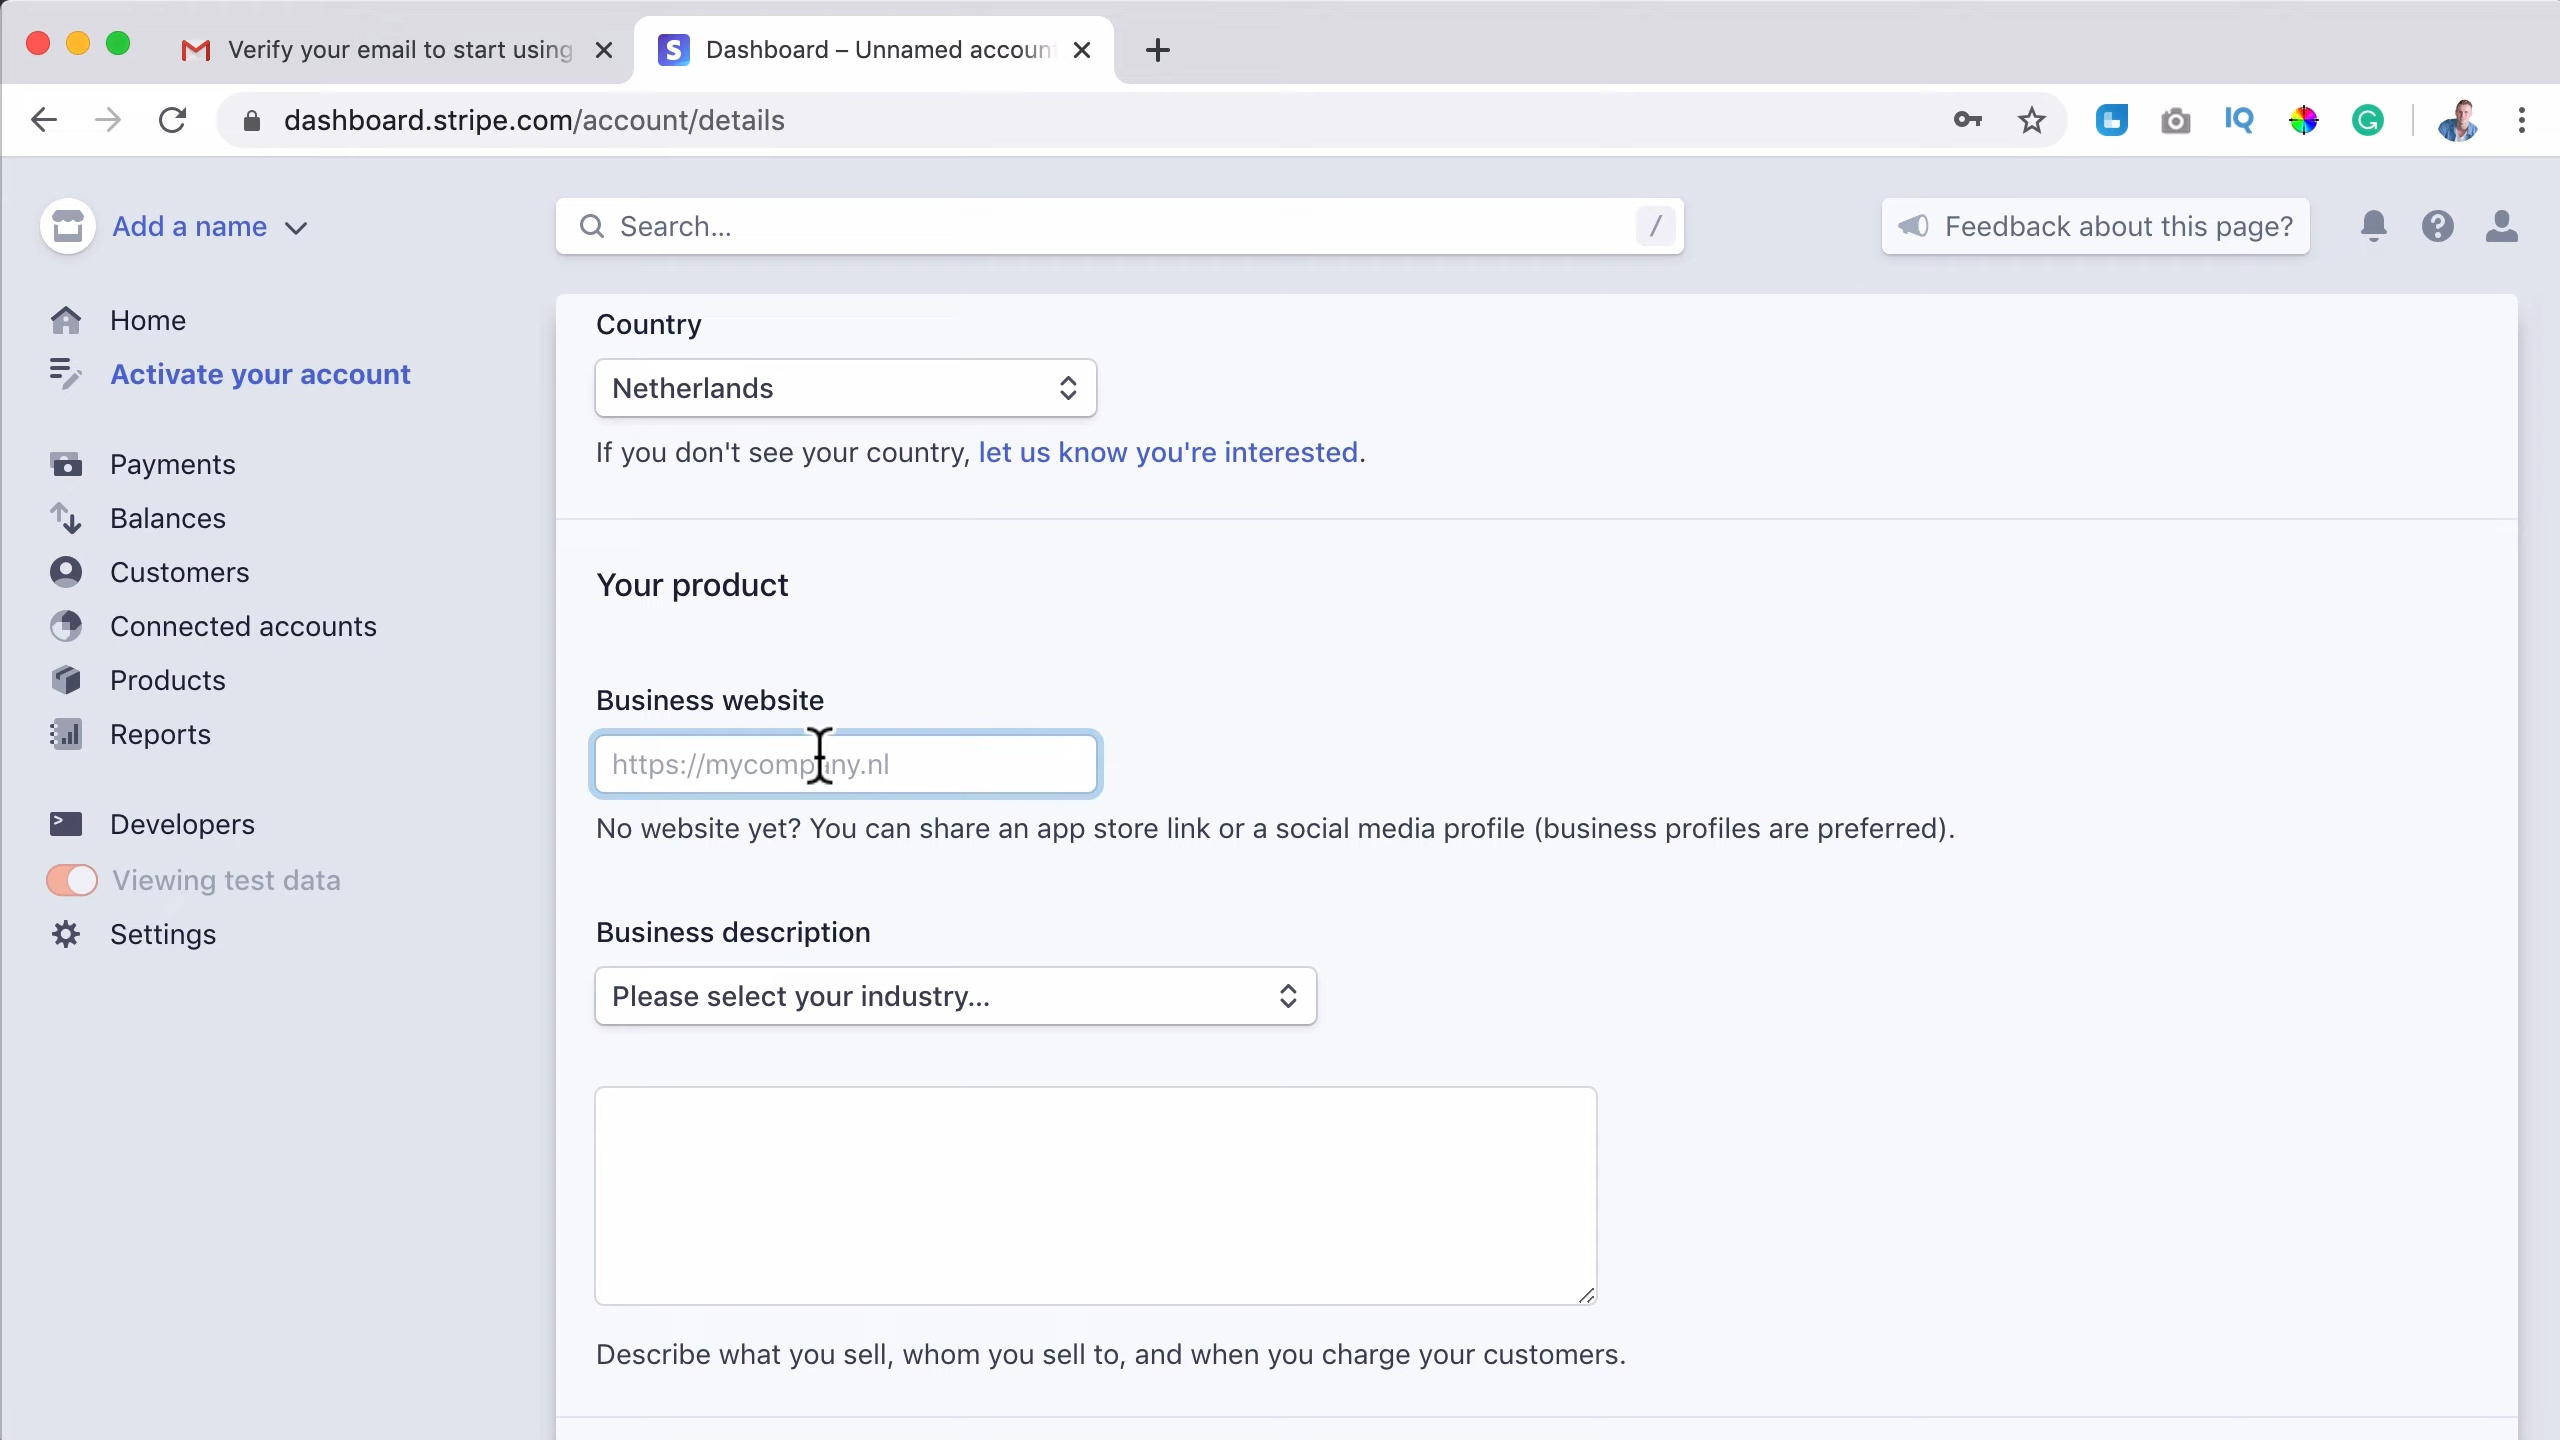 Verify your email to start using
Dashboard – Unnamed accoun
dashboard.stripe.com/account/details
IQ
Add a name
Search...
/
Feedback about this page?
Home
Activate your account
Payments
Balances
Customers
Connected accounts
Products
Reports
Developers
Viewing test data
Settings
Country
Netherlands
If you don't see your country, let us know you're interested.
Your product
Business website
https://mycompany.nl
No website yet? You can share an app store link or a social media profile (business profiles are preferred).
Business description
Please select your industry...
Describe what you sell, whom you sell to, and when you charge your customers.